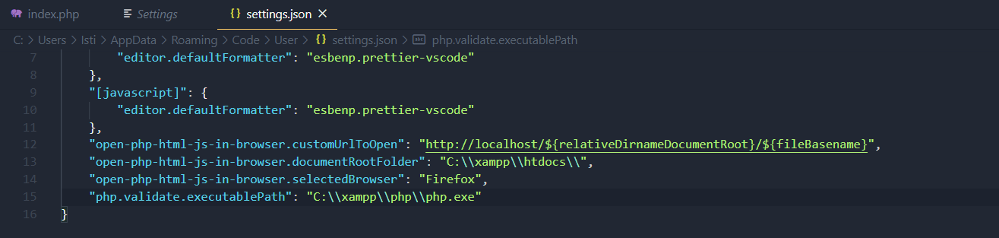 index.php Settings {} settings.json ×
C: > Users > Isti > AppData > Roaming > Code > User > {} settings.json > abc php.validate.executablePath
7 "editor.defaultFormatter": "esbenp.prettier-vscode"
8 },
9 "[javascript]": {
10 "editor.defaultFormatter": "esbenp.prettier-vscode"
11 },
12 "open-php-html-js-in-browser.customUrlToOpen": "http://localhost/${relativeDirnameDocumentRoot}/${fileBasename}",
13 "open-php-html-js-in-browser.documentRootFolder": "C:\\xampp\\htdocs\\",
14 "open-php-html-js-in-browser.selectedBrowser": "Firefox",
15 "php.validate.executablePath": "C:\\xampp\\php\\php.exe"
16 }